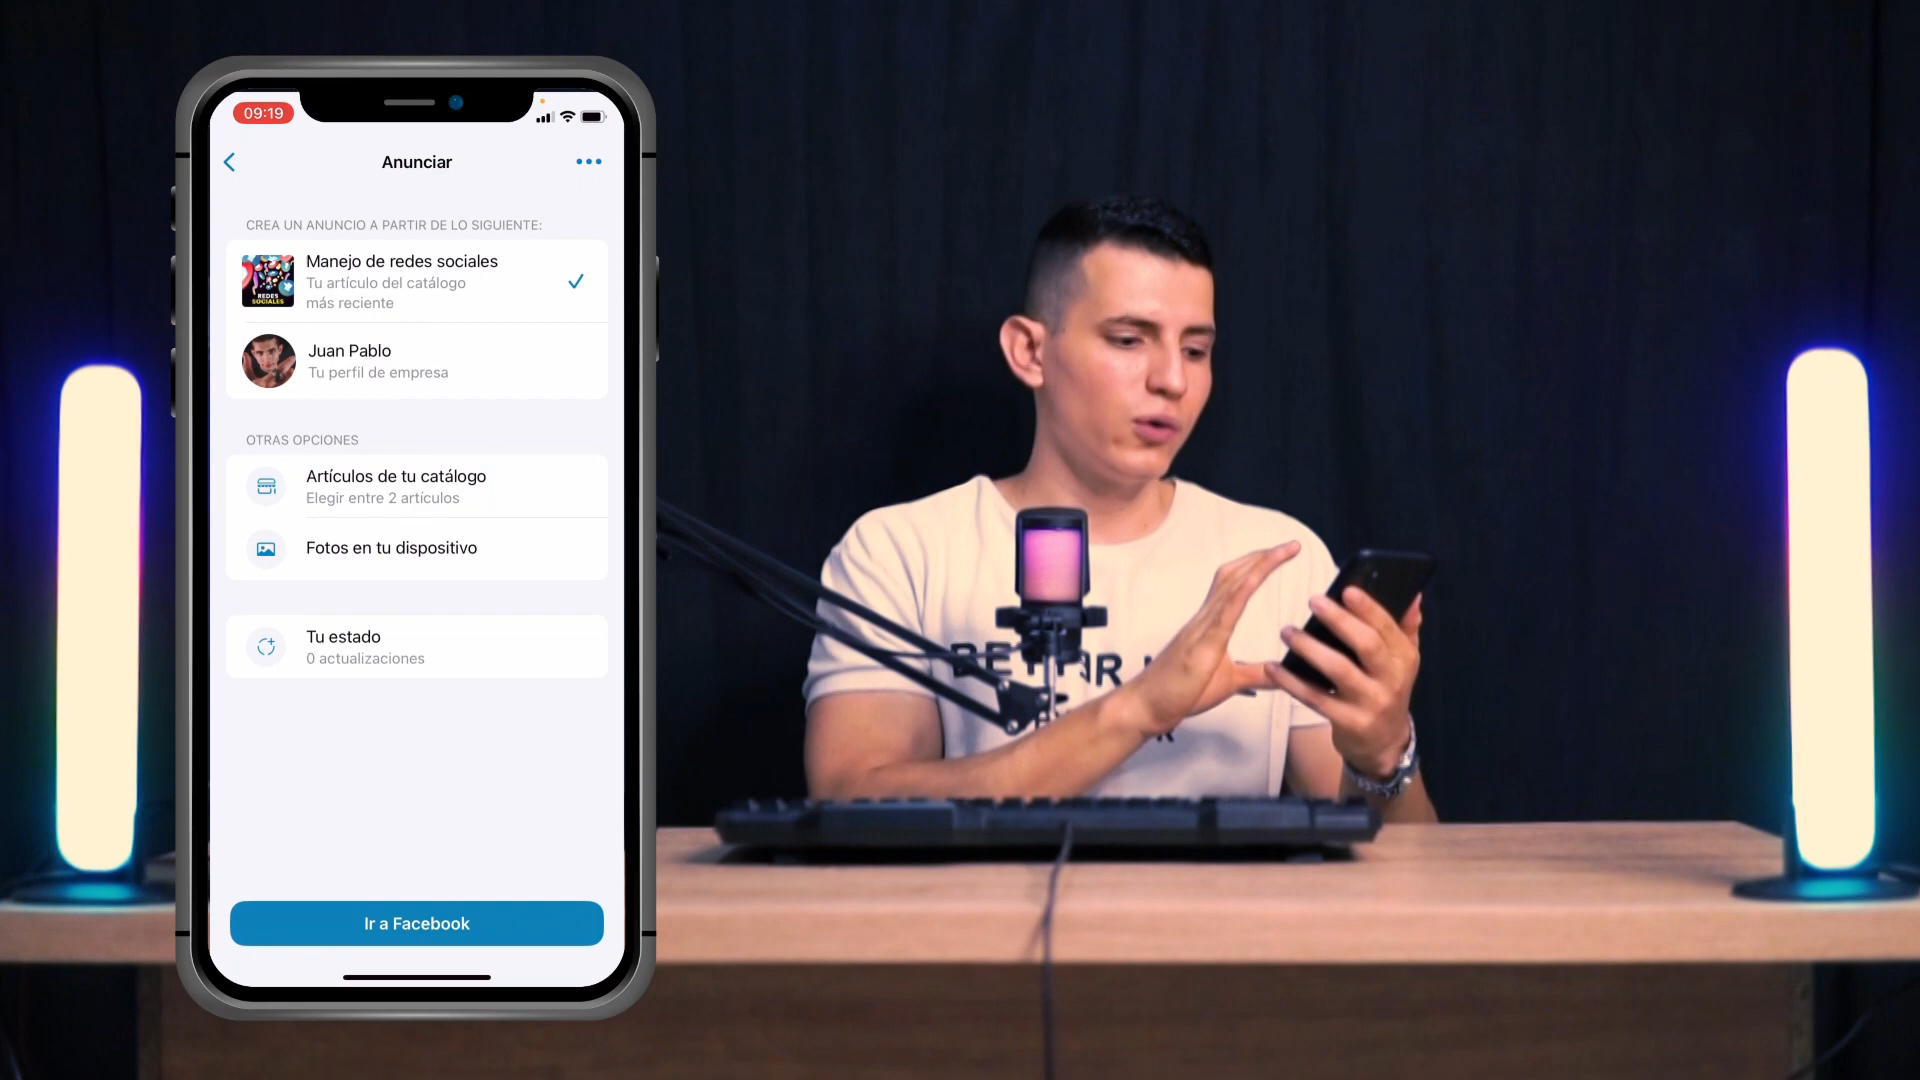 09:19
Anunciar
CREA UN ANUNCIO A PARTIR DE LO SIGUIENTE:
REDES
SOCIALES
Manejo de redes sociales
Tu artículo del catálogo
más reciente
Juan Pablo
Tu perfil de empresa
OTRAS OPCIONES
Artículos de tu catálogo
Elegir entre 2 artículos
Fotos en tu dispositivo
Tu estado
0 actualizaciones
Ir a Facebook